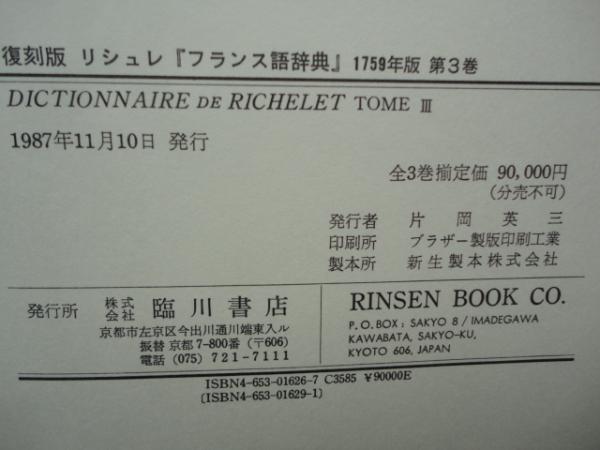 復刻版 リシュレ『フランス語辞典』 1759年版 第3巻
DICTIONNAIRE DE RICHELET TOME Ⅲ
1987年11月10日 発行
全3巻揃定価 90,000円
(分売不可)
発行者 片岡英三
印刷所 ブラザー製版印刷工業
製本所 新生製本株式会社
発行所 株式会社 臨川書店
京都市左京区今出川通川端東入ル
振替 京都7-800番 (〒606)
電話 (075) 721-7111
RINSEN BOOK CO.
P.O.BOX: SAKYO 8 / IMADEGAWA
KAWABATA, SAKYO-KU,
KYOTO 606, JAPAN
ISBN4-653-01626-7 C3585 ¥90000E
[ISBN4-653-01629-1]